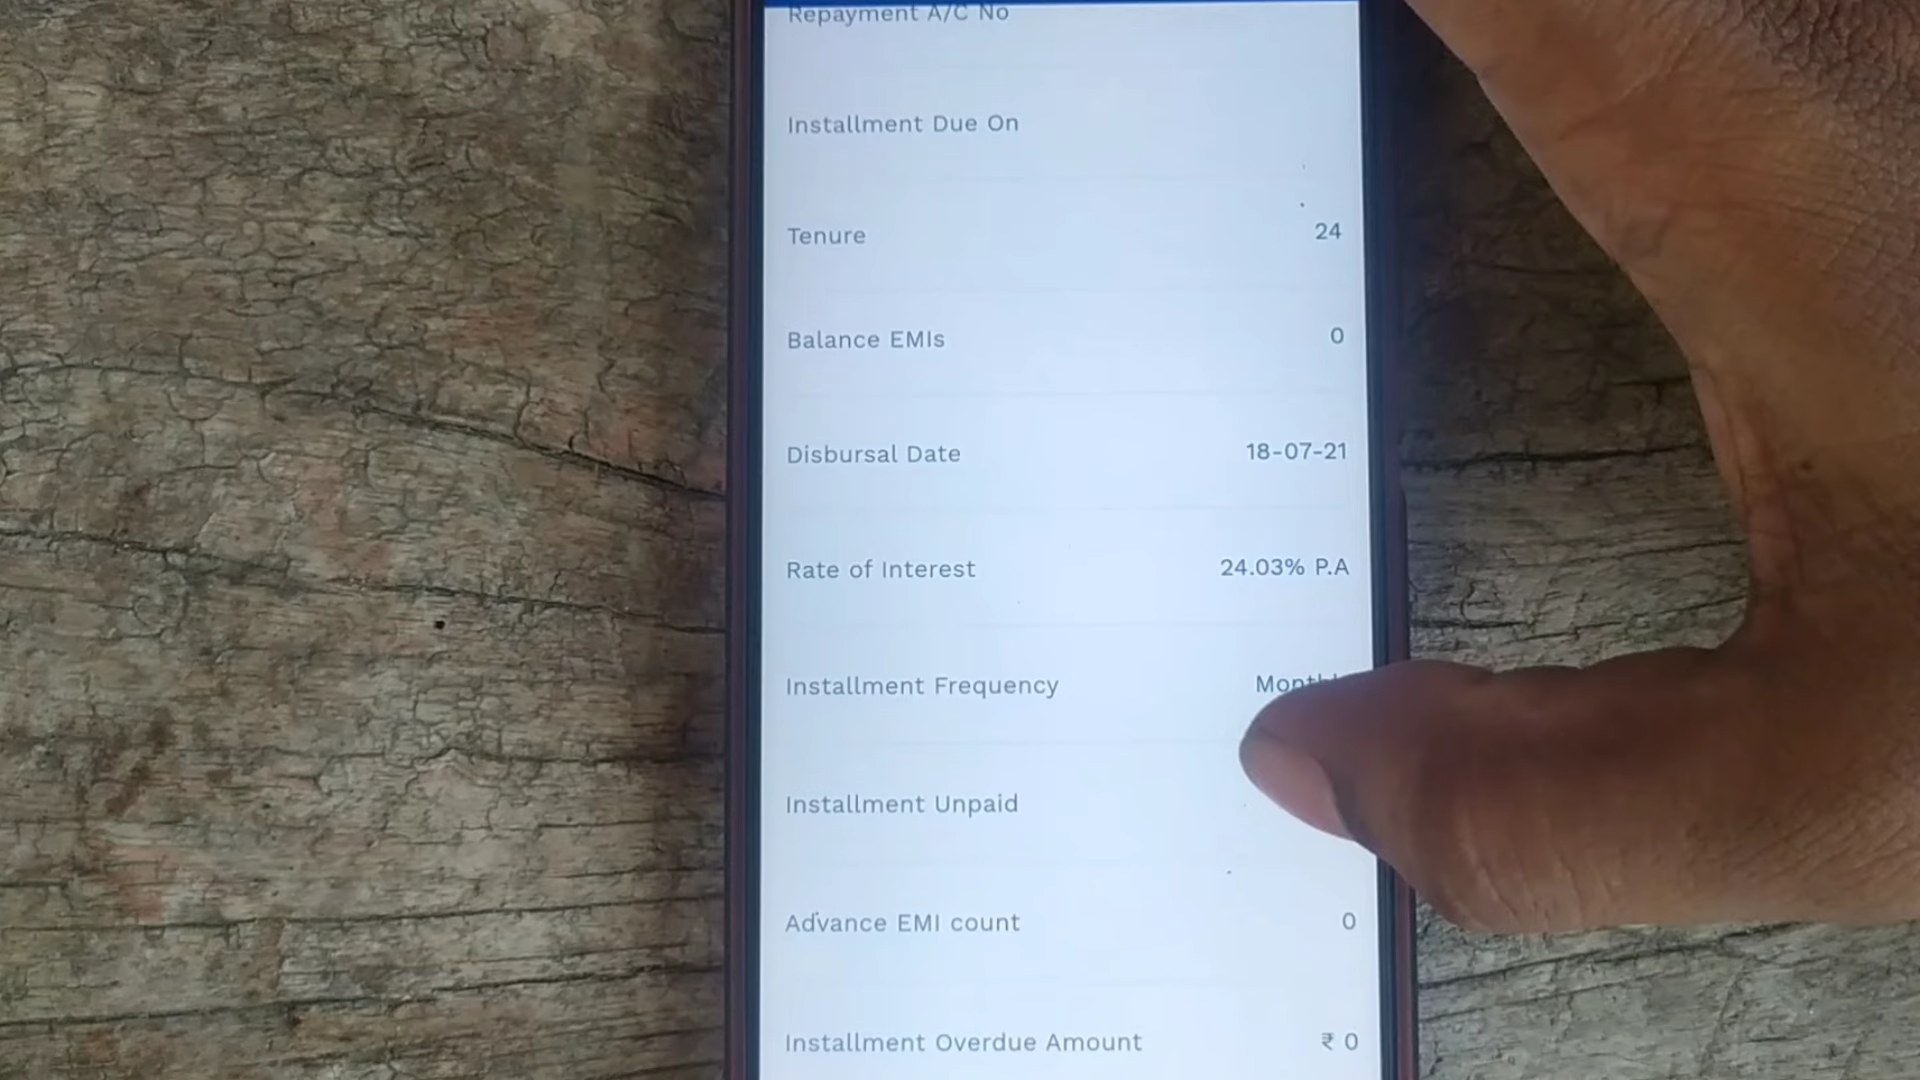 Repayment A/C No
Installment Due On
Tenure 24
Balance EMIs 0
Disbursal Date 18-07-21
Rate of Interest 24.03% P.A
Installment Frequency
Installment Unpaid
Advance EMI count 0
Installment Overdue Amount ₹ 0